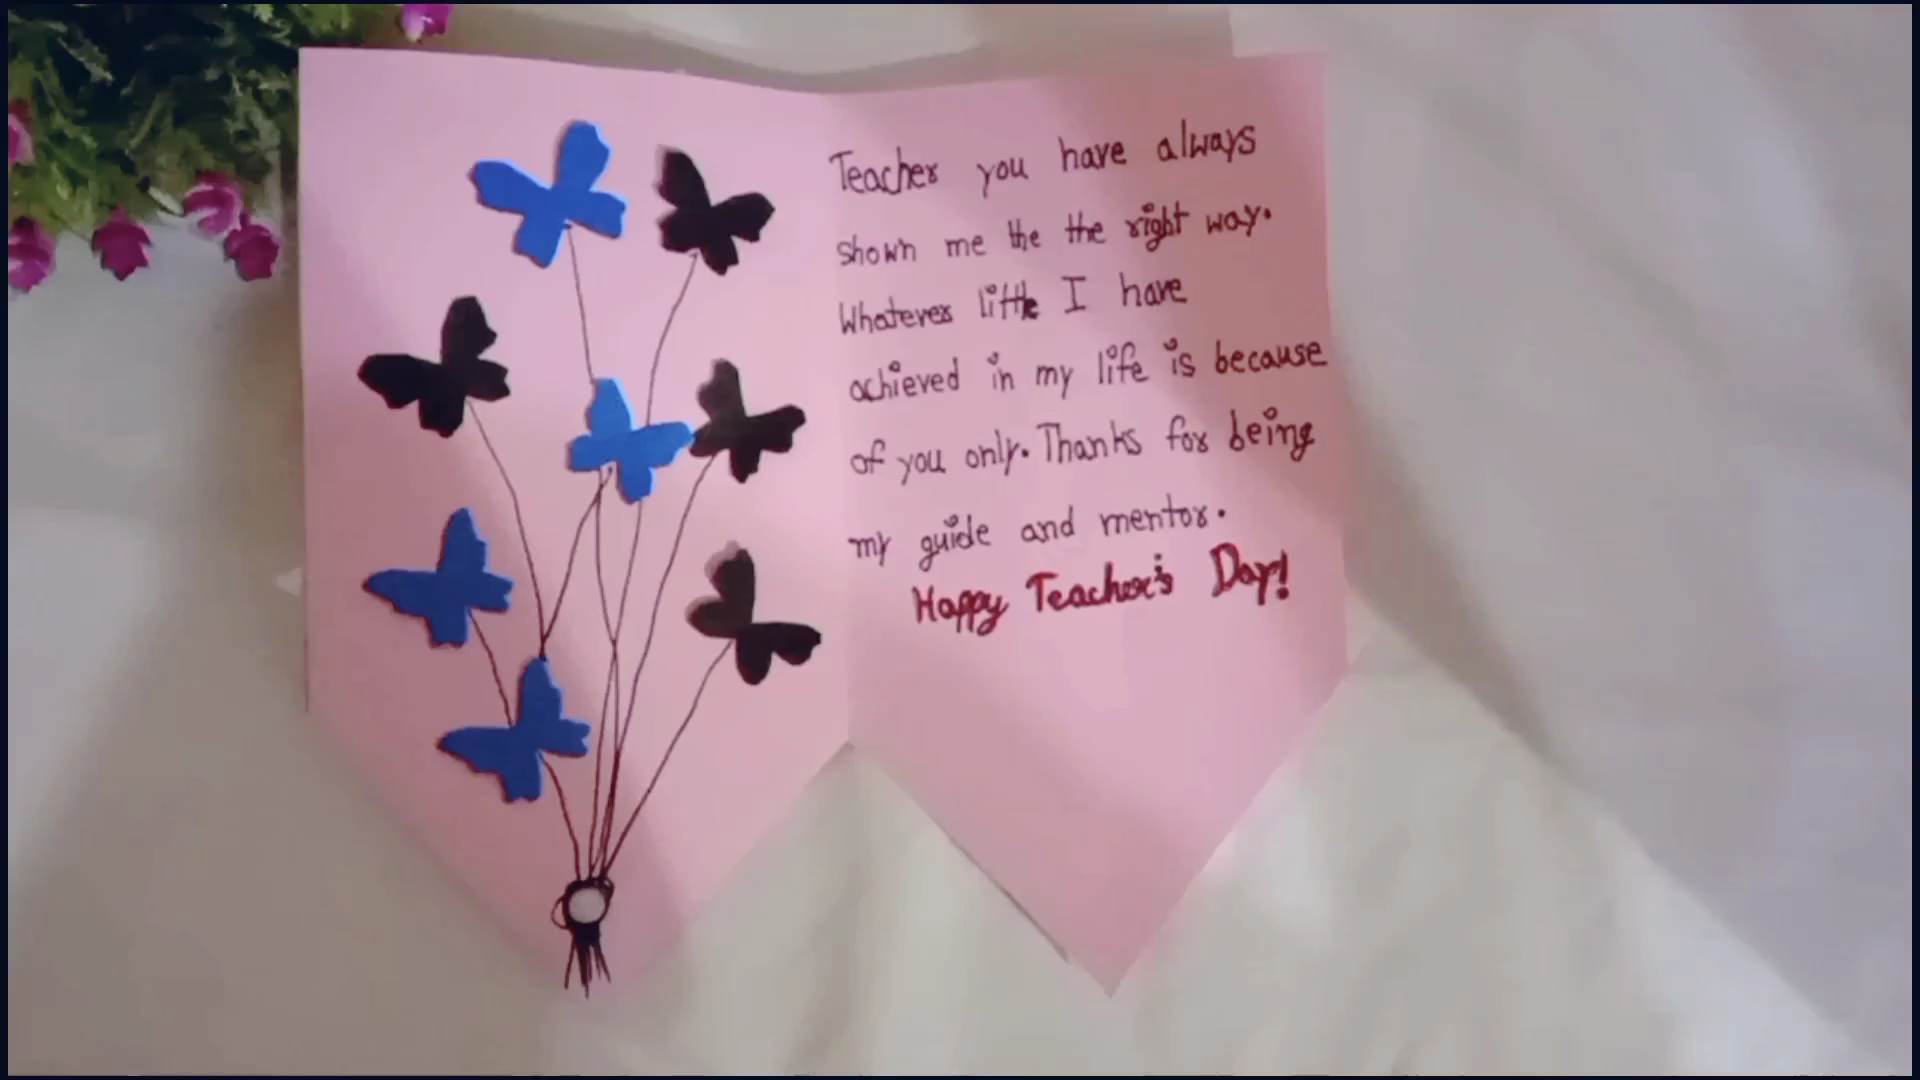 Teacher you have always
shown me the the right way.
Whatever little I have
achieved in my life is because
of you only. Thanks for being
my guide and mentor.
Happy Teacher's Day!